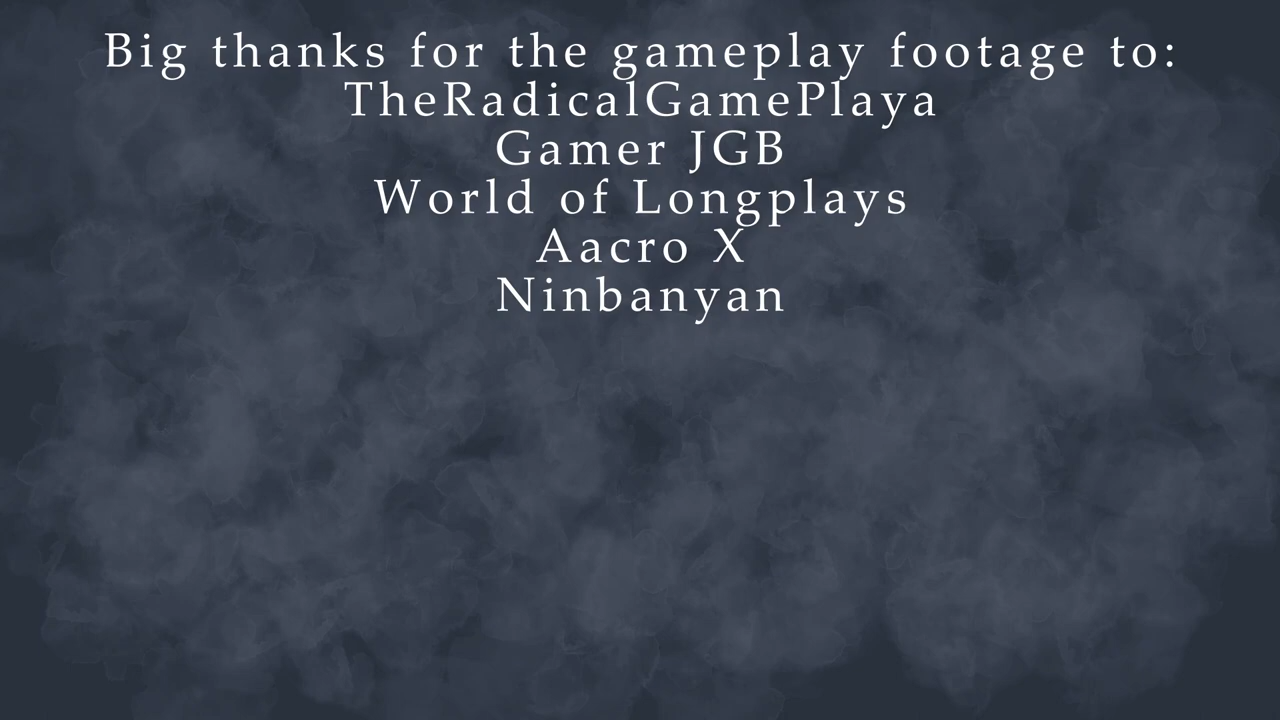 Big thanks for the gameplay footage to:
TheRadicalGamePlaya
Gamer JGB
World of Longplays
Aacro X
Ninbanyan